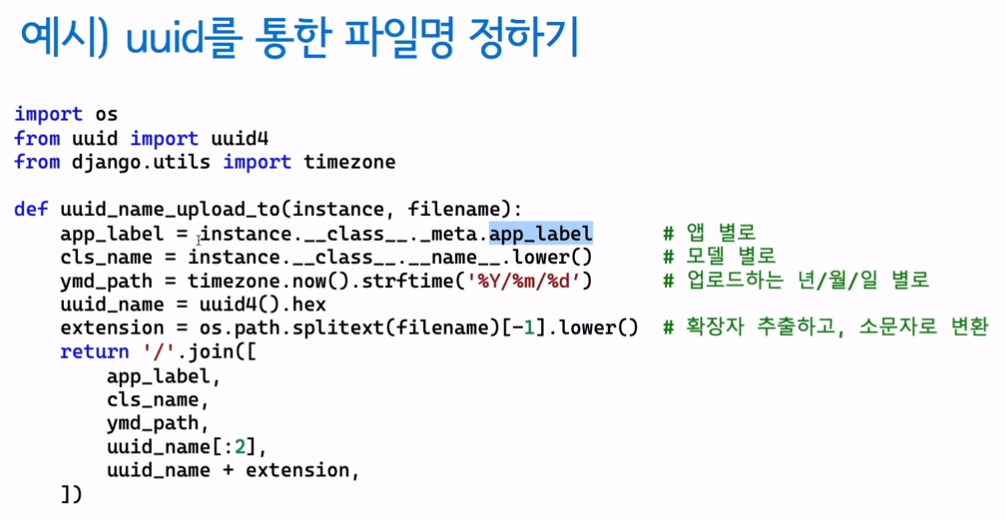 예시) uuid를 통한 파일명 정하기
import os
from uuid import uuid4
from django.utils import timezone
def uuid_name_upload_to(instance, filename):
    app_label = instance.__class__._meta.app_label      # 앱 별로
    cls_name = instance.__class__.__name__.lower()      # 모델 별로
    ymd_path = timezone.now().strftime('%Y/%m/%d')      # 업로드하는 년/월/일 별로
    uuid_name = uuid4().hex
    extension = os.path.splitext(filename)[-1].lower()  # 확장자 추출하고, 소문자로 변환
    return '/'.join([
        app_label,
        cls_name,
        ymd_path,
        uuid_name[:2],
        uuid_name + extension,
    ])